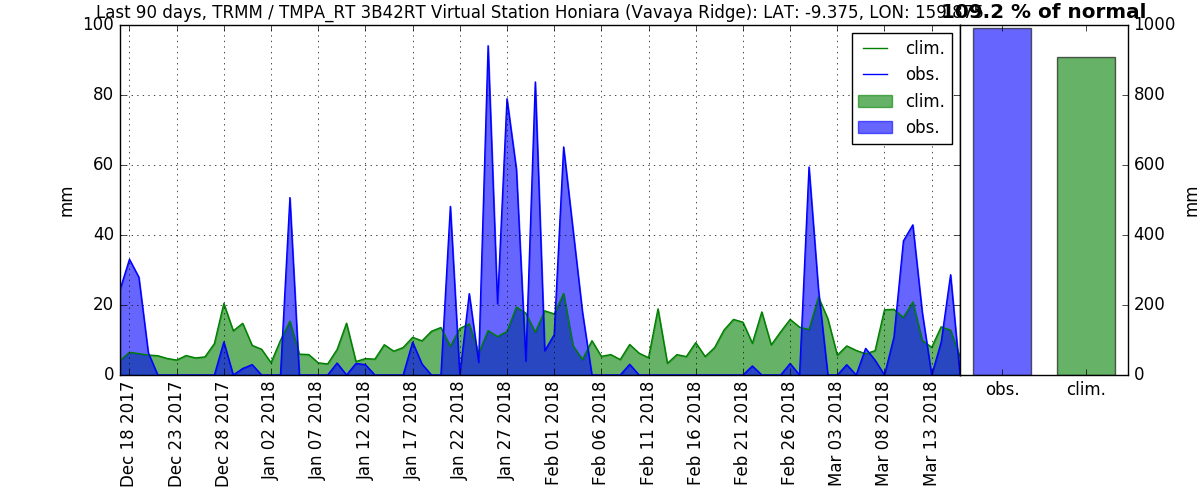 Last 90 days, TRMM / TMPA_RT 3B42RT Virtual Station Honiara (Vavaya Ridge): LAT: -9.375, LON: 159.875
109.2 % of normal
100
80
60
40
20
0
mm
clim.
obs.
clim.
obs.
1000
800
600
400
200
0
mm
obs.
clim.
Dec 18 2017
Dec 23 2017
Dec 28 2017
Jan 02 2018
Jan 07 2018
Jan 12 2018
Jan 17 2018
Jan 22 2018
Jan 27 2018
Feb 01 2018
Feb 06 2018
Feb 11 2018
Feb 16 2018
Feb 21 2018
Feb 26 2018
Mar 03 2018
Mar 08 2018
Mar 13 2018